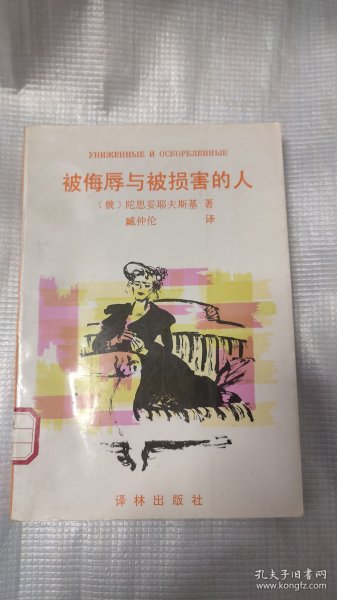 УНИЖЕННЫЕ И ОСКОРБЛЕННЫЕ
被侮辱与被损害的人
（俄）陀思妥耶夫斯基 著
臧仲伦 译
译林出版社
孔夫子旧书网
www.kongfz.com